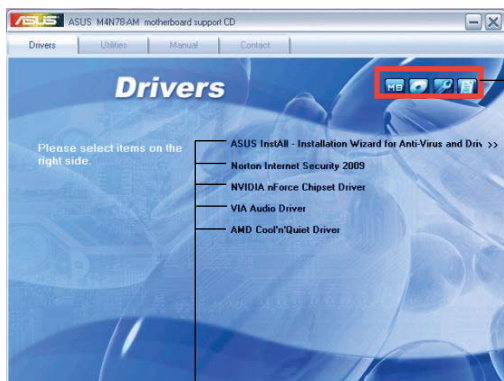 ASUS ASUS M4N78-AM motherboard support CD
Drivers Utilities Manual Contact
Drivers
MB
Please select items on the
right side.
ASUS InstAll - Installation Wizard for Anti-Virus and Driv >>
Norton Internet Security 2009
NVIDIA nForce Chipset Driver
VIA Audio Driver
AMD Cool'n'Quiet Driver